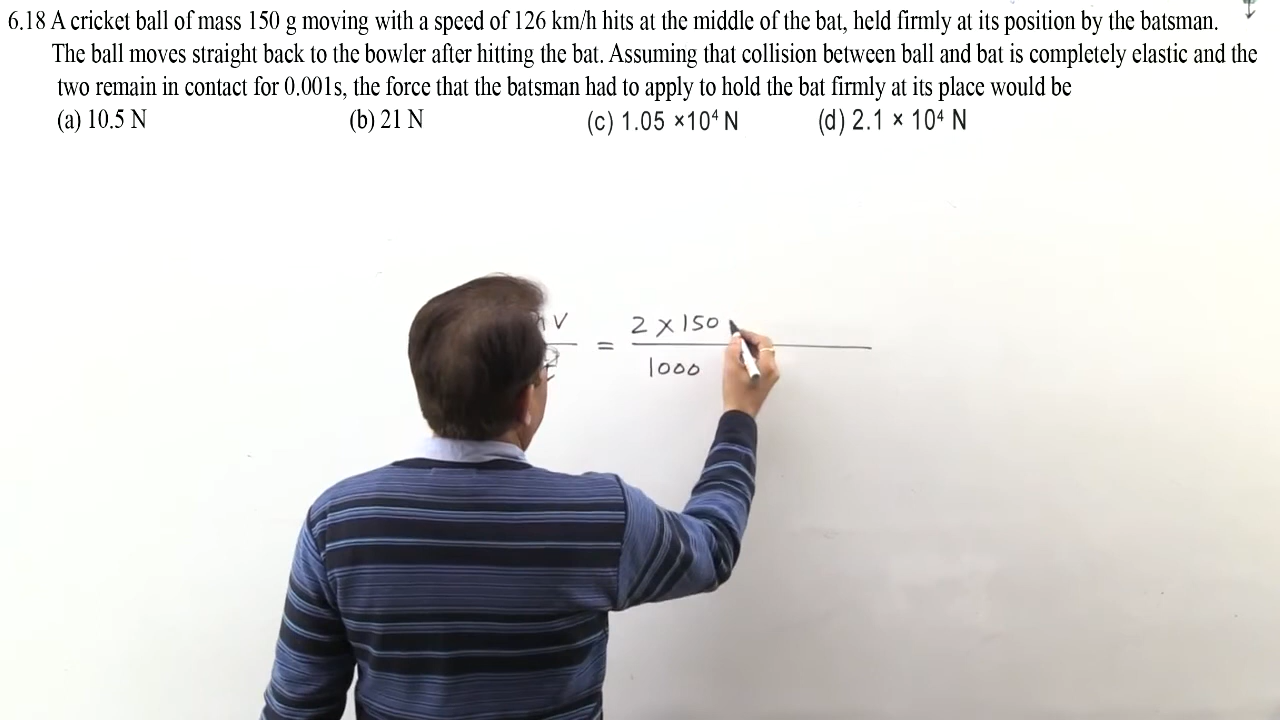 6.18 A cricket ball of mass 150 g moving with a speed of 126 km/h hits at the middle of the bat, held firmly at its position by the batsman.
The ball moves straight back to the bowler after hitting the bat. Assuming that collision between ball and bat is completely elastic and the
two remain in contact for 0.001s, the force that the batsman had to apply to hold the bat firmly at its place would be
(a) 10.5 N (b) 21 N (c) 1.05 ×10⁴ N (d) 2.1 × 10⁴ N
V = 2 × 150
t 1000